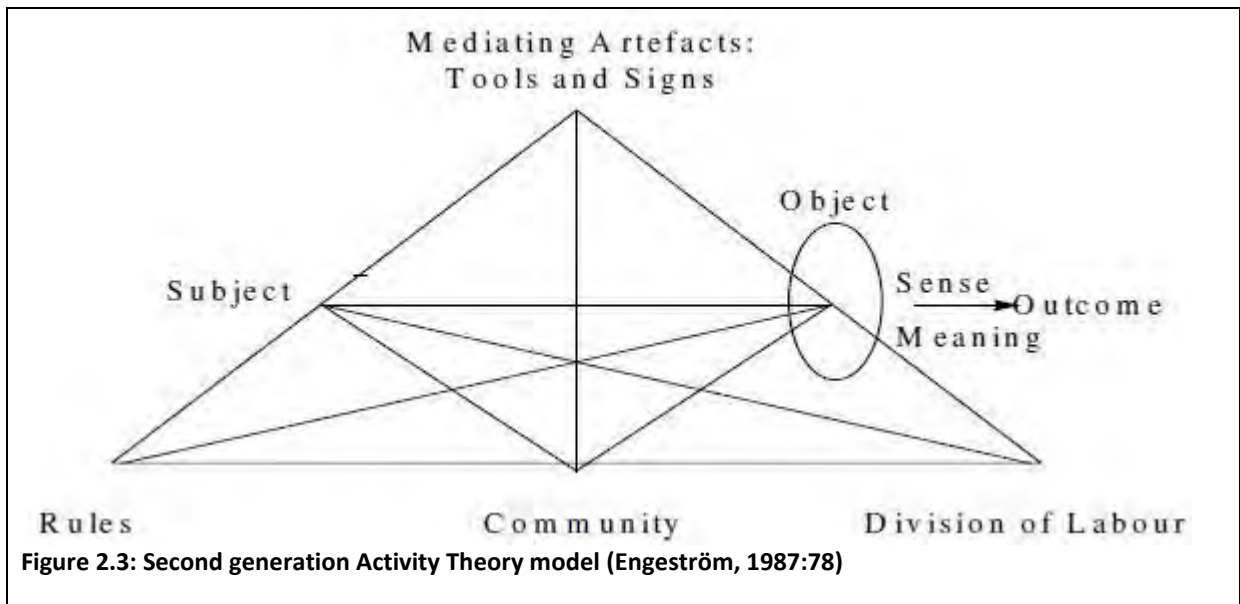 Mediating Artefacts:
Tools and Signs
Object
Subject
Sense
Outcome
Meaning
Rules
Community
Division of Labour
Figure 2.3: Second generation Activity Theory model (Engeström, 1987:78)